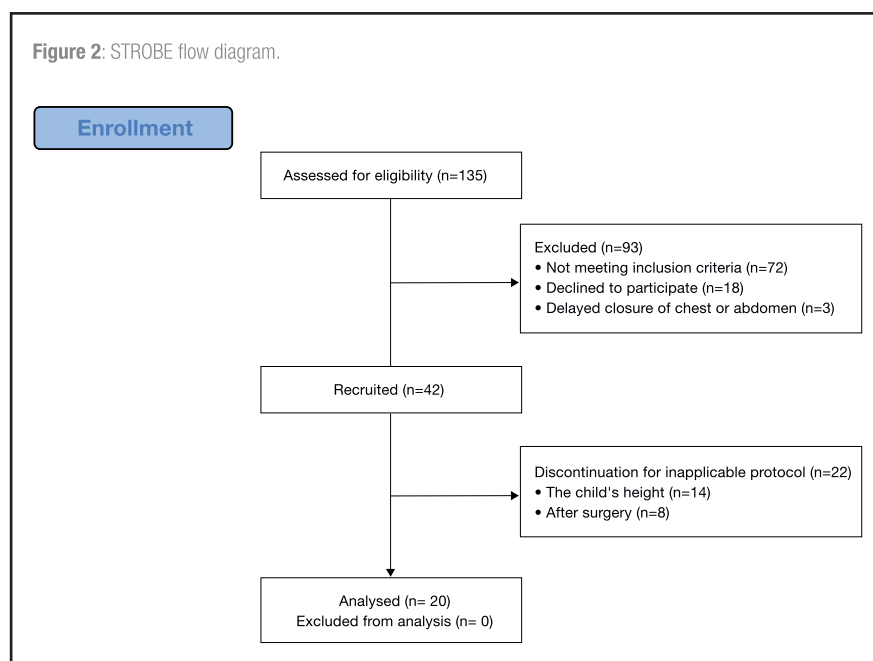 Figure 2: STROBE flow diagram.
Enrollment
Assessed for eligibility (n=135)
Excluded (n=93)
• Not meeting inclusion criteria (n=72)
• Declined to participate (n=18)
• Delayed closure of chest or abdomen (n=3)
Recruited (n=42)
Discontinuation for inapplicable protocol (n=22)
• The child's height (n=14)
• After surgery (n=8)
Analysed (n= 20)
Excluded from analysis (n= 0)